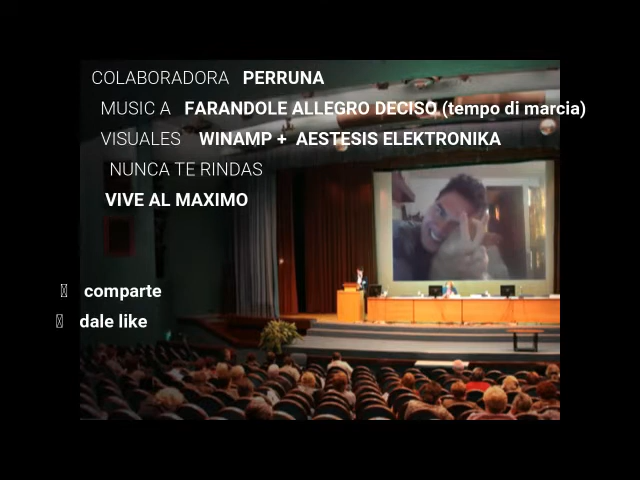 COLABORADORA PERRUNA
MUSIC A FARANDOLE ALLEGRO DECISO (tempo di marcia)
VISUALES WINAMP + AESTESIS ELEKTRONIKA
NUNCA TE RINDAS
VIVE AL MAXIMO
comparte
dale like